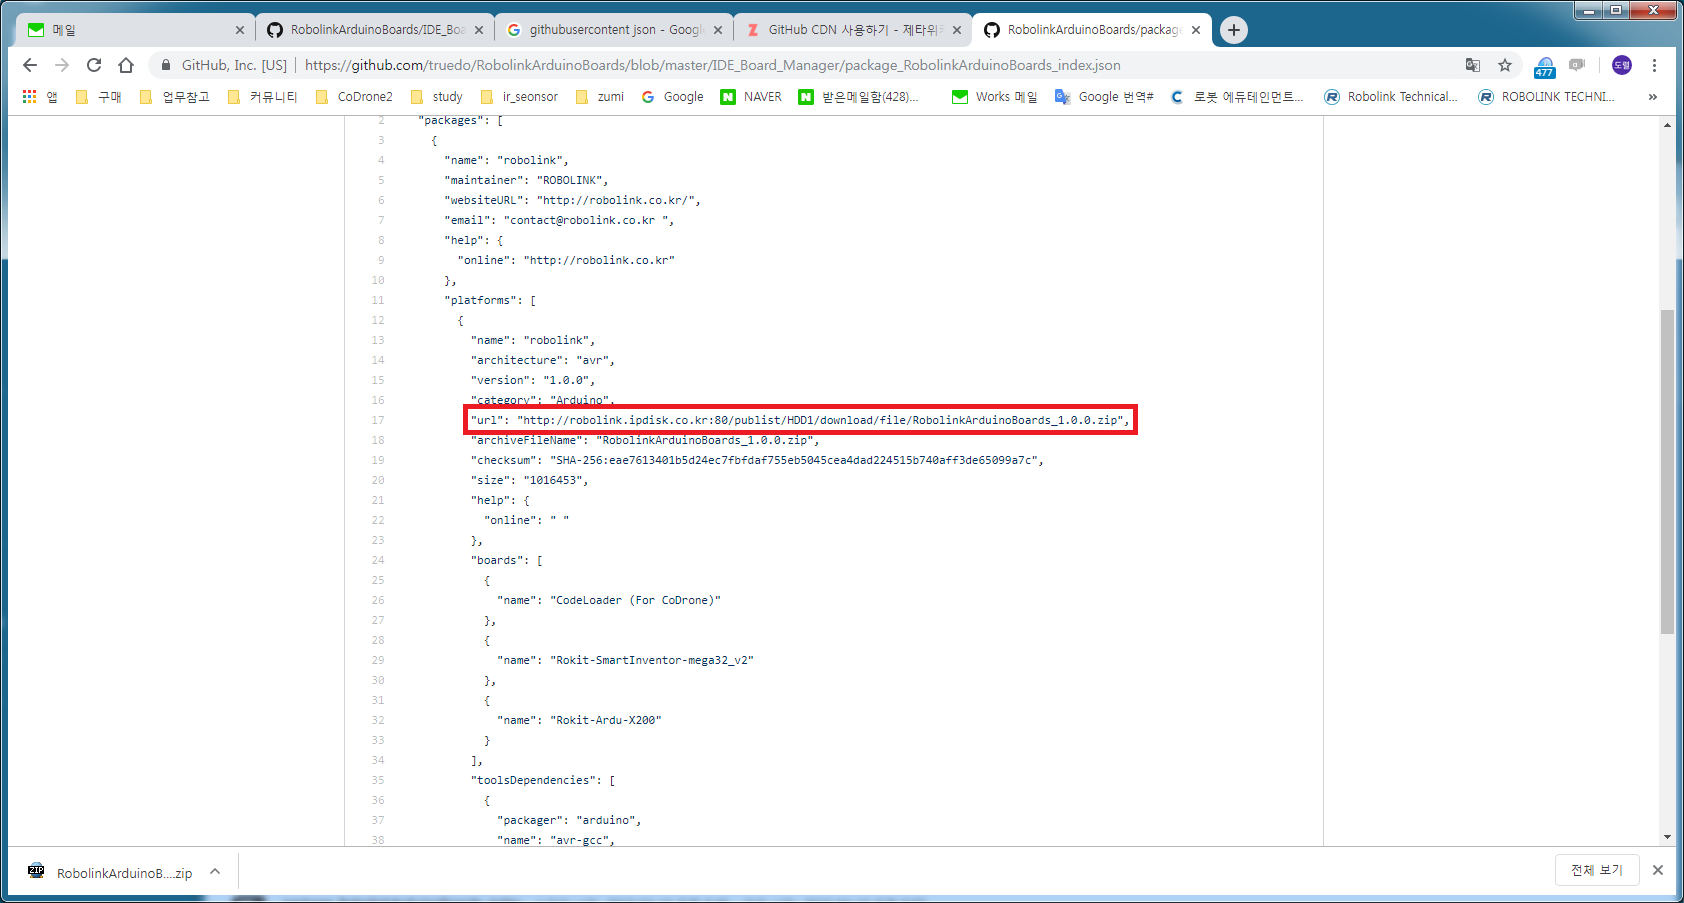 메일
RobolinkArduinoBoards/IDE_Boa
githubusercontent json - Googl
GitHub CDN 사용하기 - 제타위키
RobolinkArduinoBoards/package
GitHub, Inc. [US]
https://github.com/truedo/RobolinkArduinoBoards/blob/master/IDE_Board_Manager/package_RobolinkArduinoBoards_index.json
477
도렬
앱
구매
업무참고
커뮤니티
CoDrone2
study
ir_seonsor
zumi
Google
NAVER
받은메일함(428)...
Works 메일
Google 번역#
로봇 에듀테인먼트...
Robolink Technical...
ROBOLINK TECHNI...
»
2 "packages": [
3 {
4 "name": "robolink",
5 "maintainer": "ROBOLINK",
6 "websiteURL": "http://robolink.co.kr/",
7 "email": "contact@robolink.co.kr ",
8 "help": {
9 "online": "http://robolink.co.kr"
10 },
11 "platforms": [
12 {
13 "name": "robolink",
14 "architecture": "avr",
15 "version": "1.0.0",
16 "category": "Arduino",
17 "url": "http://robolink.ipdisk.co.kr:80/publist/HDD1/download/file/RobolinkArduinoBoards_1.0.0.zip",
18 "archiveFileName": "RobolinkArduinoBoards_1.0.0.zip",
19 "checksum": "SHA-256:eae7613401b5d24ec7fbfdaf755eb5045cea4dad224515b740aff3de65099a7c",
20 "size": "1016453",
21 "help": {
22 "online": " "
23 },
24 "boards": [
25 {
26 "name": "CodeLoader (For CoDrone)"
27 },
28 {
29 "name": "Rokit-SmartInventor-mega32_v2"
30 },
31 {
32 "name": "Rokit-Ardu-X200"
33 }
34 ],
35 "toolsDependencies": [
36 {
37 "packager": "arduino",
38 "name": "avr-gcc",
ZIP
RobolinkArduinoB....zip
전체 보기